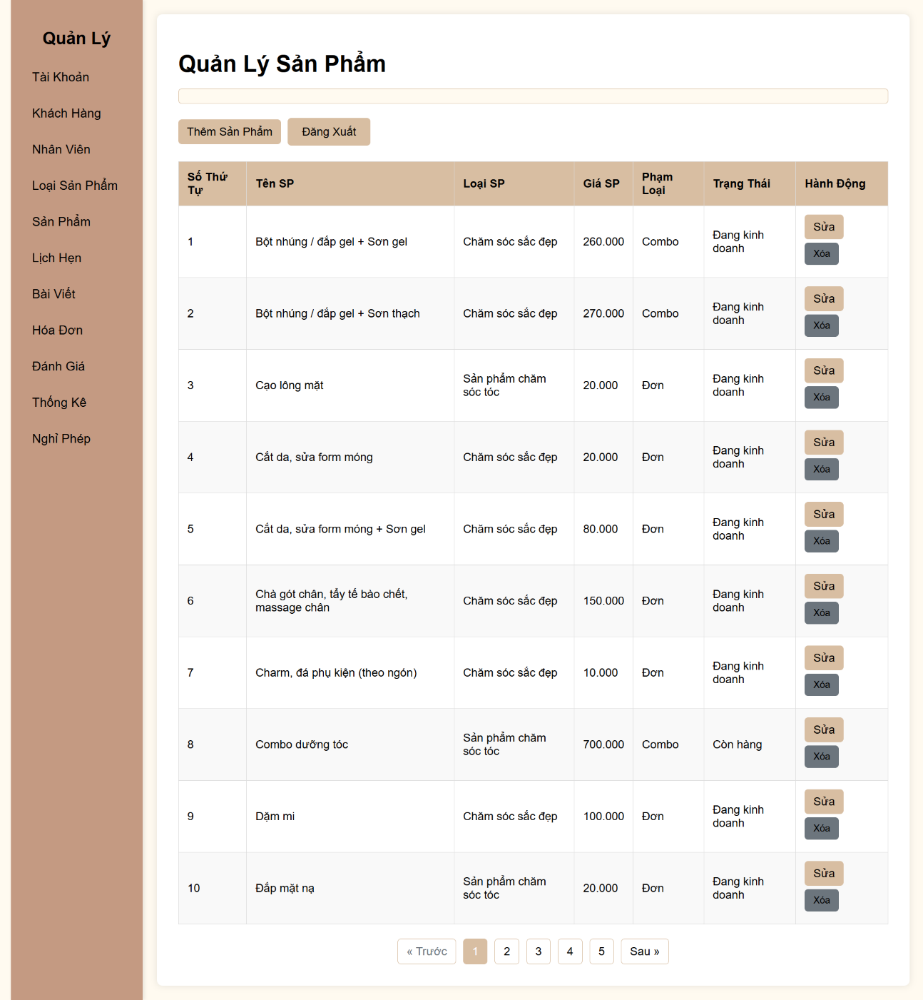 Quản Lý
Tài Khoản
Khách Hàng
Nhân Viên
Loại Sản Phẩm
Sản Phẩm
Lịch Hẹn
Bài Viết
Hóa Đơn
Đánh Giá
Thống Kê
Nghỉ Phép
Quản Lý Sản Phẩm
Thêm Sản Phẩm Đăng Xuất
Số Thứ Tự Tên SP Loại SP Giá SP Phạm Loại Trạng Thái Hành Động
1 Bột nhúng / đắp gel + Sơn gel Chăm sóc sắc đẹp 260.000 Combo Đang kinh doanh Sửa Xóa
2 Bột nhúng / đắp gel + Sơn thạch Chăm sóc sắc đẹp 270.000 Combo Đang kinh doanh Sửa Xóa
3 Cạo lông mặt Sản phẩm chăm sóc tóc 20.000 Đơn Đang kinh doanh Sửa Xóa
4 Cắt da, sửa form móng Chăm sóc sắc đẹp 20.000 Đơn Đang kinh doanh Sửa Xóa
5 Cắt da, sửa form móng + Sơn gel Chăm sóc sắc đẹp 80.000 Đơn Đang kinh doanh Sửa Xóa
6 Chà gót chân, tẩy tế bào chết, massage chân Chăm sóc sắc đẹp 150.000 Đơn Đang kinh doanh Sửa Xóa
7 Charm, đá phụ kiện (theo ngón) Chăm sóc sắc đẹp 10.000 Đơn Đang kinh doanh Sửa Xóa
8 Combo dưỡng tóc Sản phẩm chăm sóc tóc 700.000 Combo Còn hàng Sửa Xóa
9 Dặm mi Chăm sóc sắc đẹp 100.000 Đơn Đang kinh doanh Sửa Xóa
10 Đắp mặt nạ Sản phẩm chăm sóc tóc 20.000 Đơn Đang kinh doanh Sửa Xóa
« Trước 1 2 3 4 5 Sau »